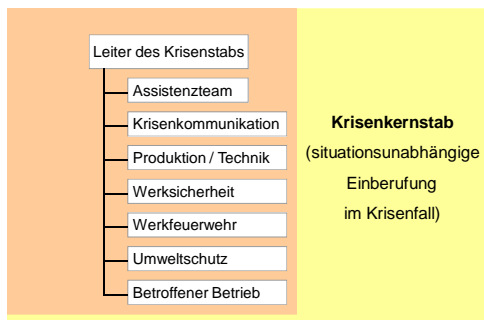 Leiter des Krisenstabs
Assistenzteam
Krisenkommunikation
Produktion / Technik
Werksicherheit
Werkfeuerwehr
Umweltschutz
Betroffener Betrieb
Krisenkernstab
(situationsunabhängige
Einberufung
im Krisenfall)